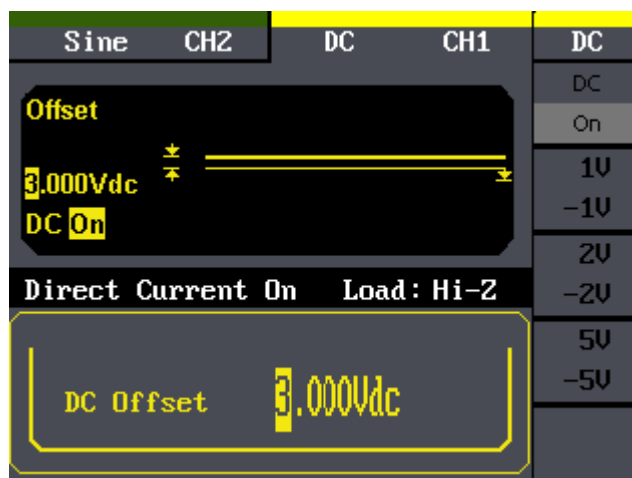 Sine CH2 DC CH1 DC
DC
On
Offset
3.000Vdc
DC On
1V
-1V
2V
-2V
Direct Current On Load: Hi-Z
5V
-5V
DC Offset 3.000Vdc